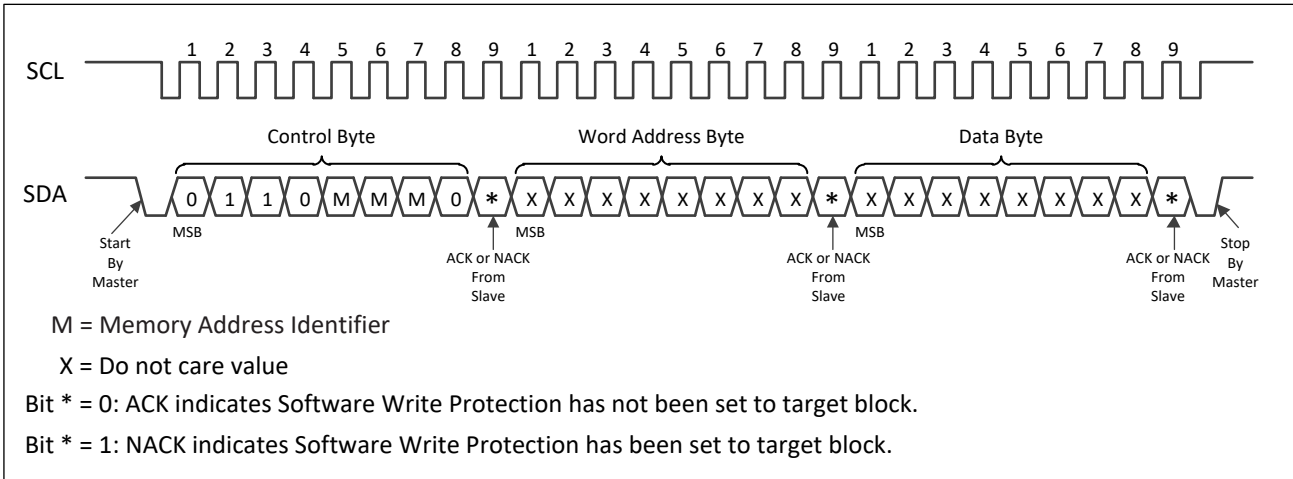 1 2 3 4 5 6 7 8 9 1 2 3 4 5 6 7 8 9 1 2 3 4 5 6 7 8 9
SCL
Control Byte Word Address Byte Data Byte
SDA 0 1 1 0 M M M 0 * X X X X X X X X * X X X X X X X X *
MSB MSB MSB
Start
By
Master
ACK or NACK
From
Slave
ACK or NACK
From
Slave
ACK or NACK
From
Slave
Stop
By
Master
M = Memory Address Identifier
X = Do not care value
Bit * = 0: ACK indicates Software Write Protection has not been set to target block.
Bit * = 1: NACK indicates Software Write Protection has been set to target block.